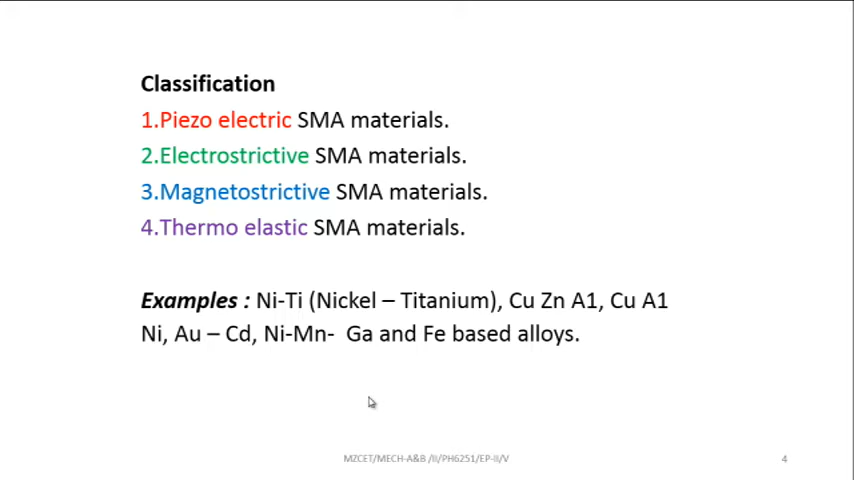 Classification
1.Piezo electric SMA materials.
2.Electrostrictive SMA materials.
3.Magnetostrictive SMA materials.
4.Thermo elastic SMA materials.
Examples : Ni-Ti (Nickel – Titanium), Cu Zn A1, Cu A1
Ni, Au – Cd, Ni-Mn- Ga and Fe based alloys.
MZCET/MECH-A&B /II/PH6251/EP-II/V
4